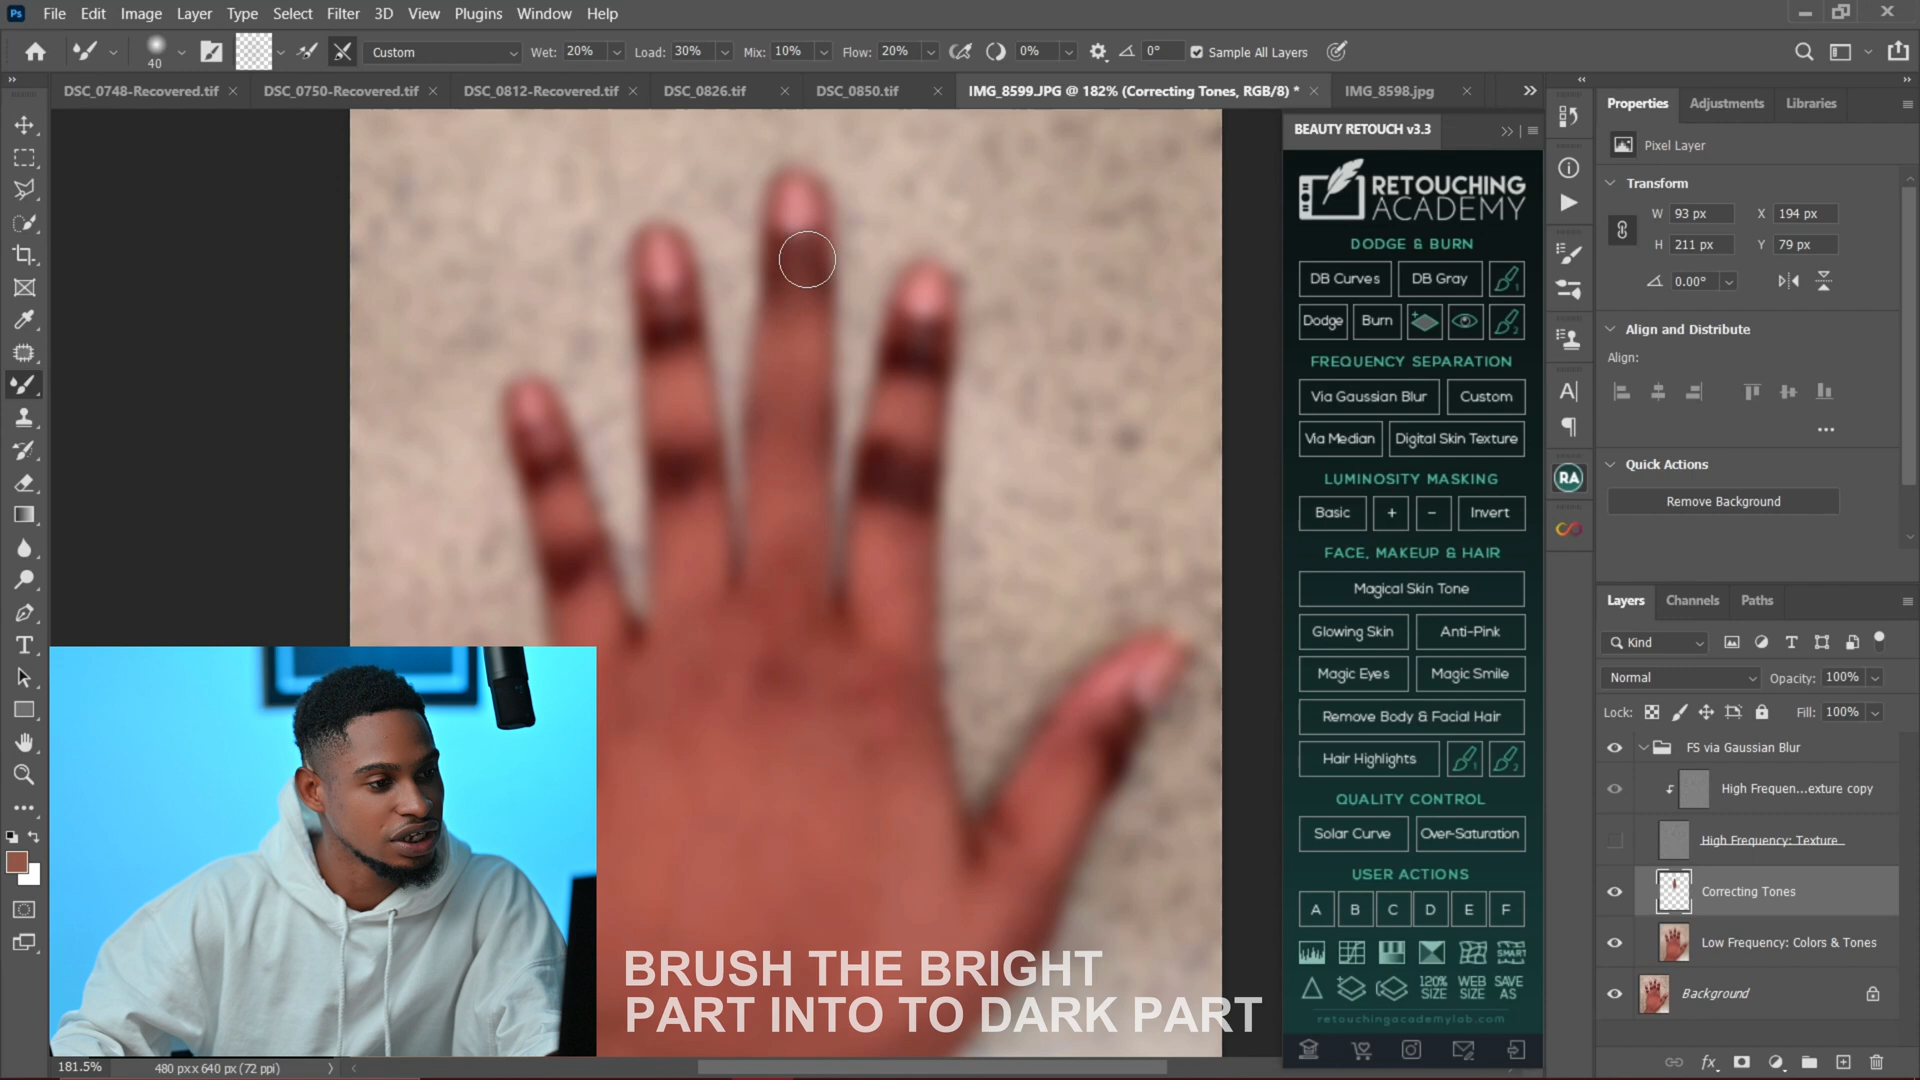 Ps File Edit Image Layer Type Select Filter 3D View Plugins Window Help
40 Custom Wet: 20% Load: 30% Mix: 10% Flow: 20% 0% 0° Sample All Layers
DSC_0748-Recovered.tif DSC_0750-Recovered.tif DSC_0812-Recovered.tif DSC_0826.tif DSC_0850.tif IMG_8599.JPG @ 182% (Correcting Tones, RGB/8) * IMG_8598.jpg
BEAUTY RETOUCH v3.3
RETOUCHING
ACADEMY
DODGE & BURN
DB Curves DB Gray 1
Dodge Burn 2
FREQUENCY SEPARATION
Via Gaussian Blur Custom
Via Median Digital Skin Texture
LUMINOSITY MASKING
Basic + − Invert
FACE, MAKEUP & HAIR
Magical Skin Tone
Glowing Skin Anti-Pink
Magic Eyes Magic Smile
Remove Body & Facial Hair
Hair Highlights 1 2
QUALITY CONTROL
Solar Curve Over-Saturation
USER ACTIONS
A B C D E F
SMART
120% SIZE WEB SIZE SAVE AS
retouchingacademylab.com
RA
Properties Adjustments Libraries
Pixel Layer
Transform
W 93 px X 194 px
H 211 px Y 79 px
0.00°
Align and Distribute
Align:
Quick Actions
Remove Background
Layers Channels Paths
Kind
Normal Opacity: 100%
Lock: Fill: 100%
FS via Gaussian Blur
High Frequen...exture copy
High Frequency: Texture
Correcting Tones
Low Frequency: Colors & Tones
Background
fx
BRUSH THE BRIGHT
PART INTO TO DARK PART
181.5% 480 px x 640 px (72 ppi)